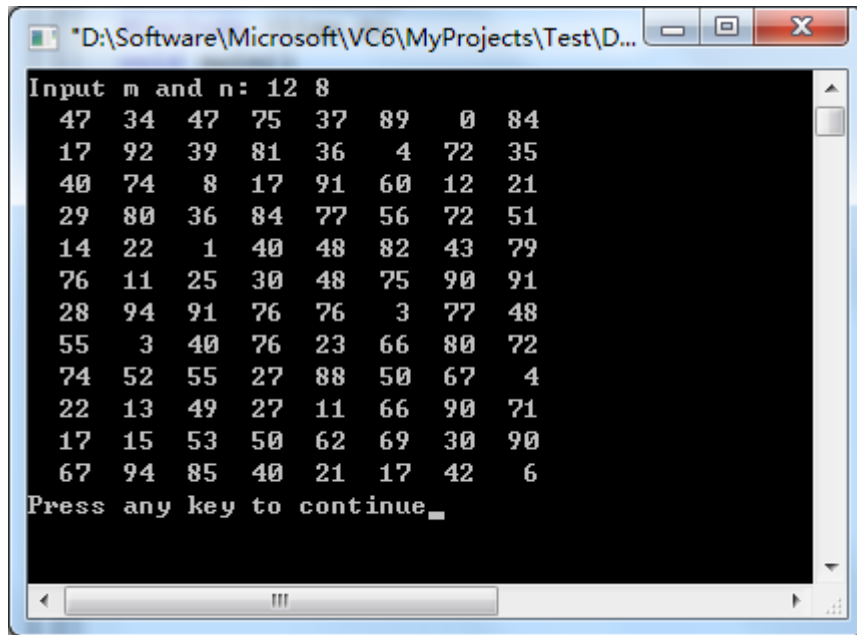 "D:\Software\Microsoft\VC6\MyProjects\Test\D...
Input m and n: 12 8
47 34 47 75 37 89 0 84
17 92 39 81 36 4 72 35
40 74 8 17 91 60 12 21
29 80 36 84 77 56 72 51
14 22 1 40 48 82 43 79
76 11 25 30 48 75 90 91
28 94 91 76 76 3 77 48
55 3 40 76 23 66 80 72
74 52 55 27 88 50 67 4
22 13 49 27 11 66 90 71
17 15 53 50 62 69 30 90
67 94 85 40 21 17 42 6
Press any key to continue_